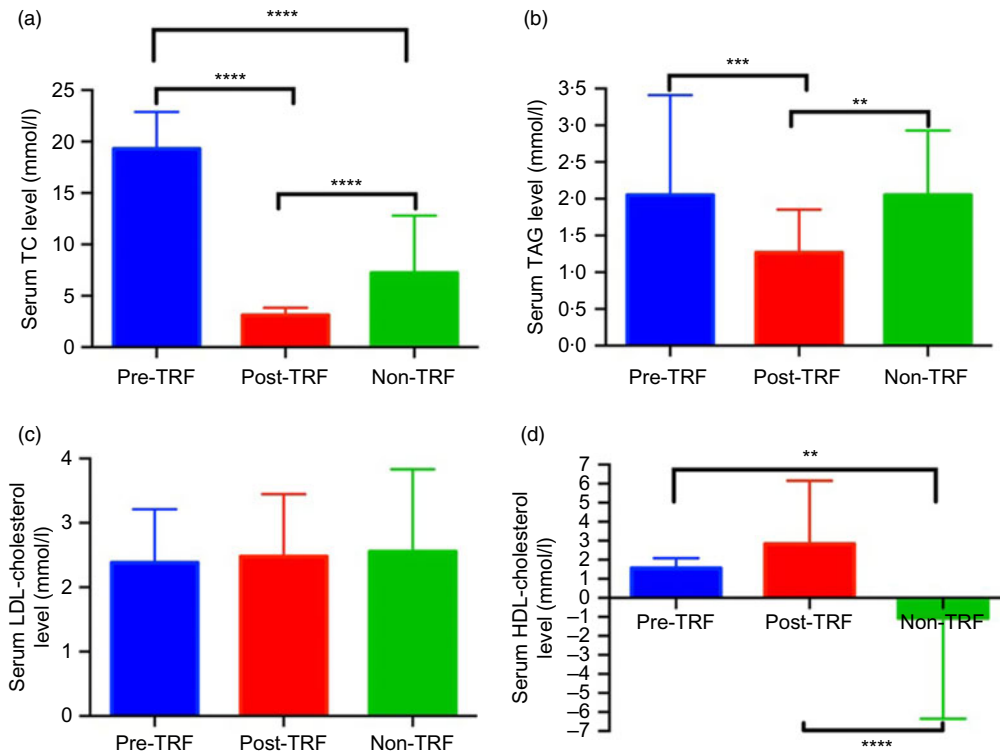 (a)
****
****
****
25
20
15
10
5
0
Serum TC level (mmol/l)
Pre-TRF Post-TRF Non-TRF
(b)
***
**
3·5
3·0
2·5
2·0
1·5
1·0
0·5
0·0
Serum TAG level (mmol/l)
Pre-TRF Post-TRF Non-TRF
(c)
4
3
2
1
0
Serum LDL-cholesterol
level (mmol/l)
Pre-TRF Post-TRF Non-TRF
(d)
**
7
6
5
4
3
2
1
0
–1
–2
–3
–4
–5
–6
–7
Serum HDL-cholesterol
level (mmol/l)
Pre-TRF Post-TRF Non-TRF
****